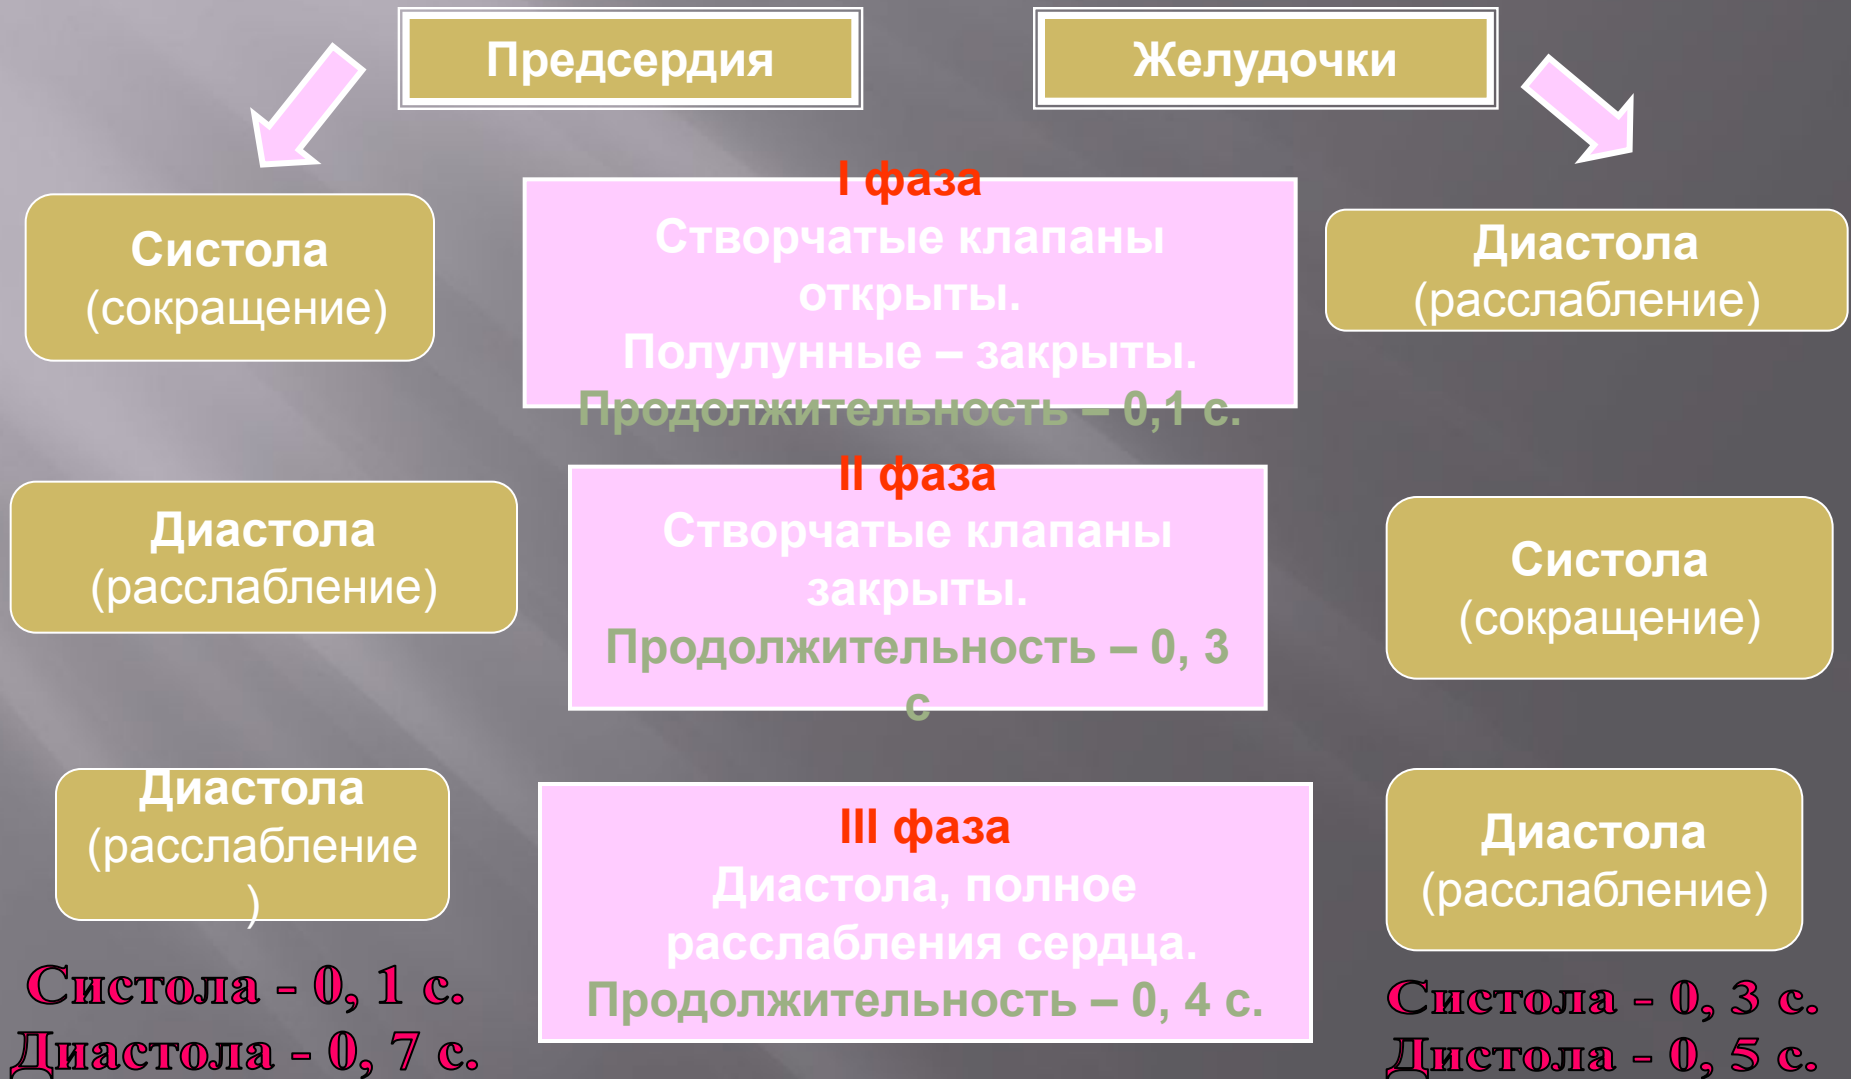 Предсердия
Желудочки
Систола
(сокращение)
I фаза
Створчатые клапаны
открыты.
Полулунные – закрыты.
Продолжительность – 0,1 с.
Диастола
(расслабление)
Диастола
(расслабление)
II фаза
Створчатые клапаны
закрыты.
Продолжительность – 0, 3
с
Систола
(сокращение)
Диастола
(расслабление
)
III фаза
Диастола, полное
расслабления сердца.
Продолжительность – 0, 4 с.
Диастола
(расслабление)
Систола - 0, 1 с.
Диастола - 0, 7 с.
Систола - 0, 3 с.
Дистола - 0, 5 с.